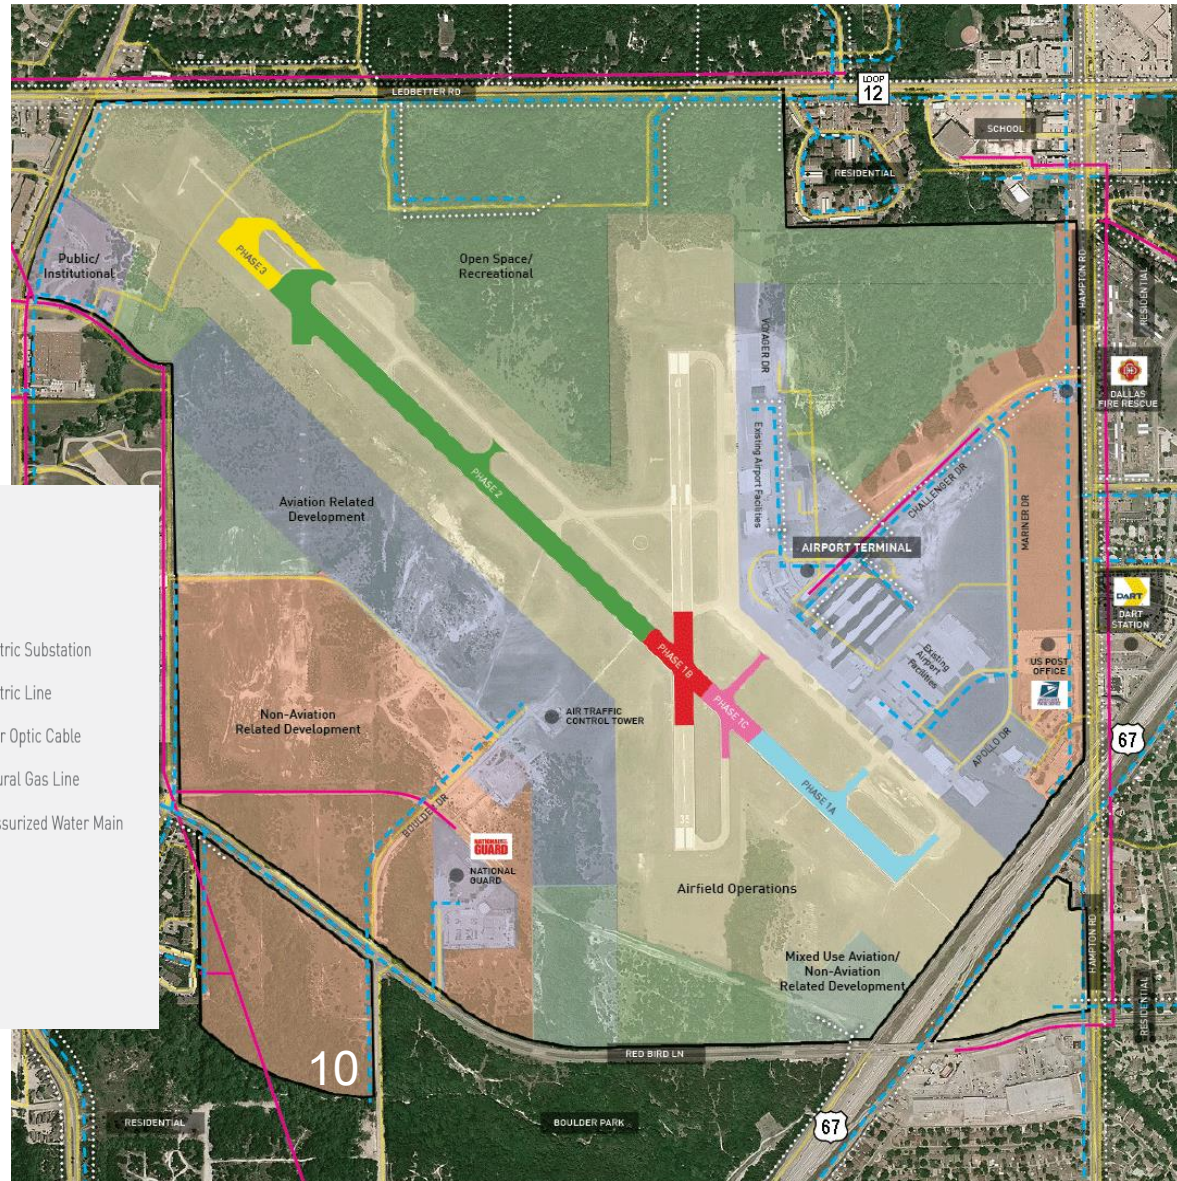 LEDBETTER RD
LOOP
12
SCHOOL
RESIDENTIAL
Public/
Institutional
PHASE 3
Open Space/
Recreational
HAMPTON RD
RESIDENTIAL
VOYAGER DR
DALLAS
FIRE RESCUE
Existing Airport Facilities
PHASE 2
CHALLENGER DR
MARINER DR
Aviation Related
Development
AIRPORT TERMINAL
DART
DART
STATION
tric Substation
tric Line
r Optic Cable
ural Gas Line
ssurized Water Main
PHASE 1B
Existing
Airport
Facilities
US POST
OFFICE
PHASE 1C
Non-Aviation
Related Development
AIR TRAFFIC
CONTROL TOWER
67
APOLLO DR
PHASE 1A
BOULDER DR
35
NATIONAL
GUARD
NATIONAL
GUARD
Airfield Operations
Mixed Use Aviation/
Non-Aviation
Related Development
HAMPTON RD
RESIDENTIAL
RED BIRD LN
10
RESIDENTIAL
BOULDER PARK
67